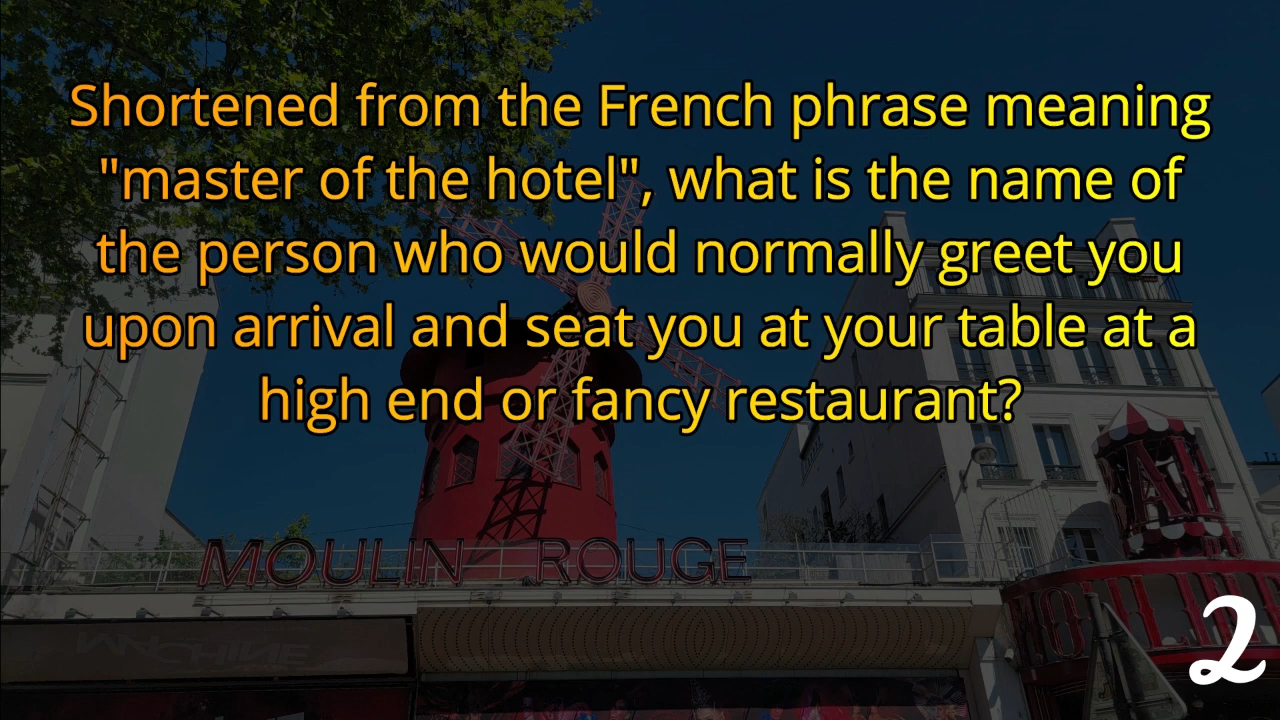 Shortened from the French phrase meaning
"master of the hotel", what is the name of
the person who would normally greet you
upon arrival and seat you at your table at a
high end or fancy restaurant?
MOULIN ROUGE
2